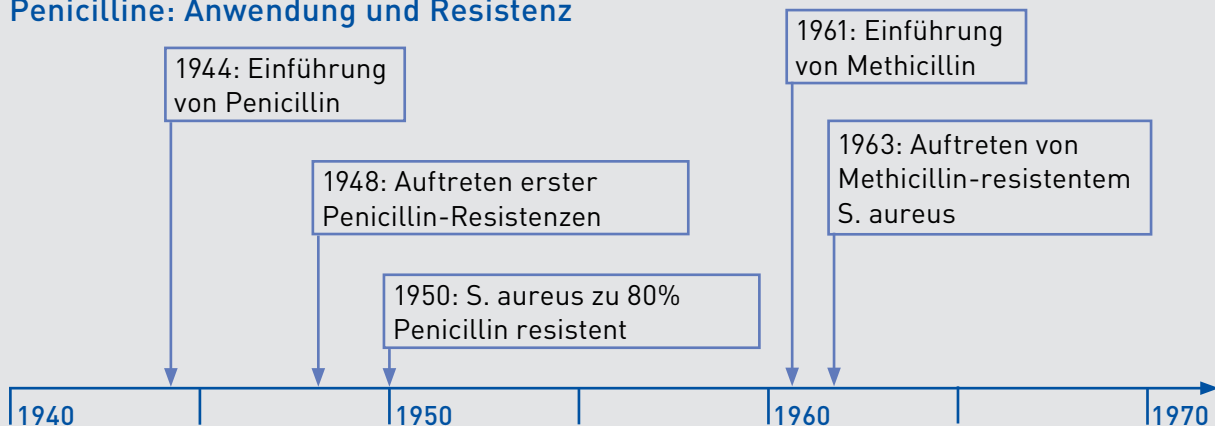 Penicilline: Anwendung und Resistenz
1944: Einführung
von Penicillin
1948: Auftreten erster
Penicillin-Resistenzen
1950: S. aureus zu 80%
Penicillin resistent
1961: Einführung
von Methicillin
1963: Auftreten von
Methicillin-resistentem
S. aureus
1940
1950
1960
1970